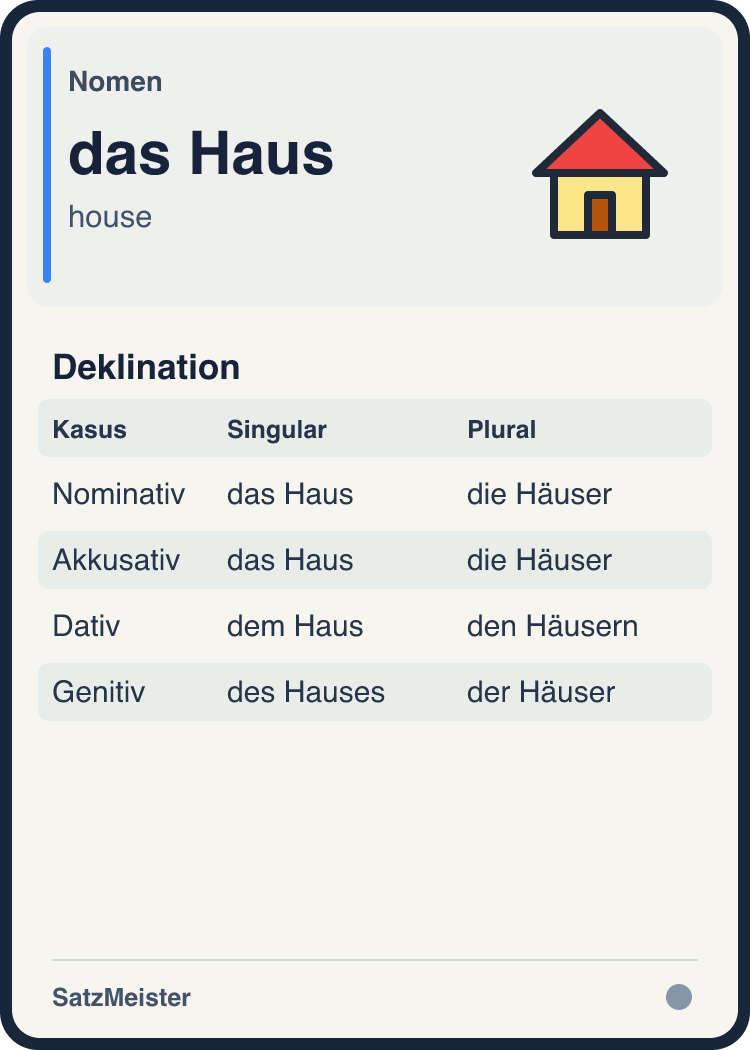 Nomen
das Haus
house
Deklination
Kasus Singular Plural
Nominativ das Haus die Häuser
Akkusativ das Haus die Häuser
Dativ dem Haus den Häusern
Genitiv des Hauses der Häuser
SatzMeister